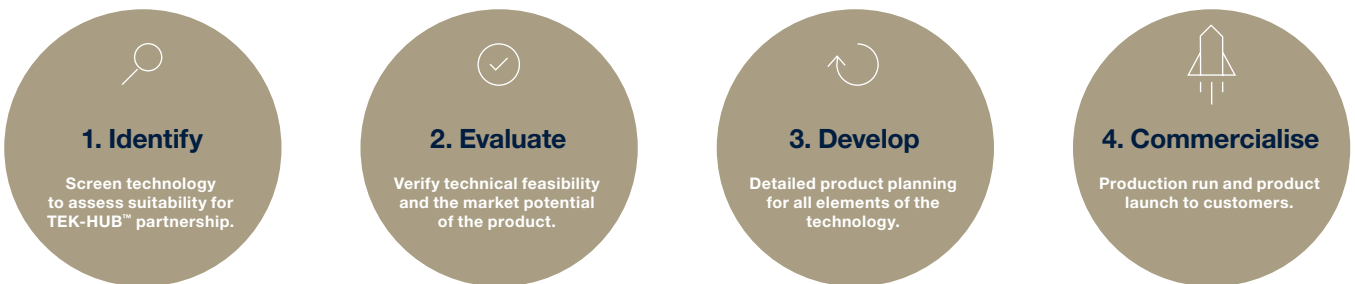 1. Identify
Screen technology
to assess suitability for
TEK-HUB™ partnership.
2. Evaluate
Verify technical feasibility
and the market potential
of the product.
3. Develop
Detailed product planning
for all elements of the
technology.
4. Commercialise
Production run and product
launch to customers.